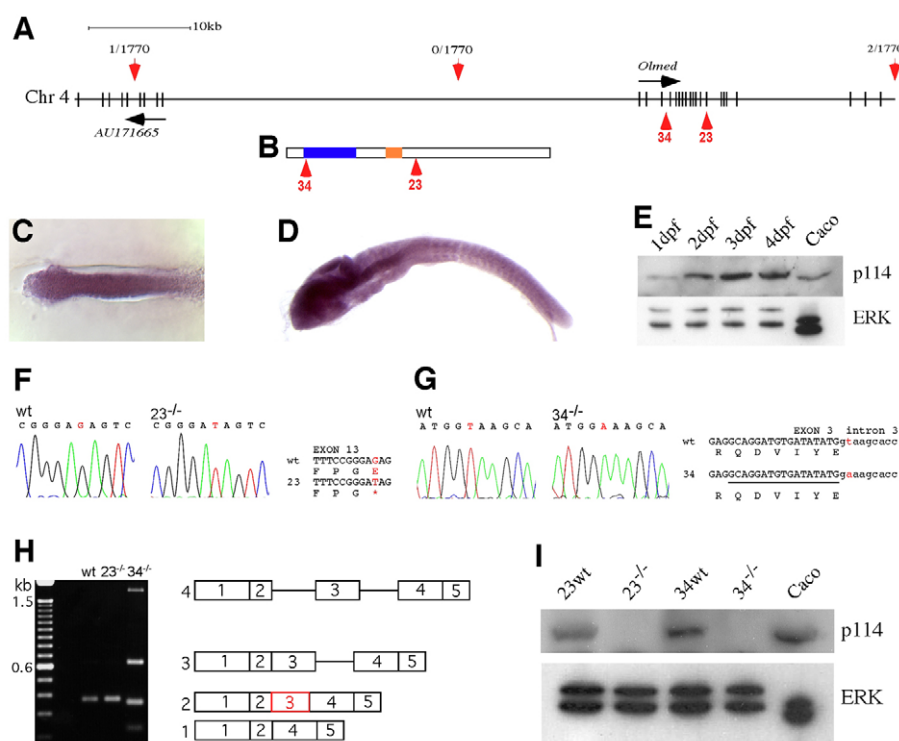 A
10kb
1/1770
0/1770
2/1770
Olmed
Chr 4
AU171665
34
23
B
34
23
C
D
E
1dpf 2dpf 3dpf 4dpf Caco
p114
ERK
F
wt
CGGGAGAGTC
23-/-
CGGGATAGTC
EXON 13
wt TTTCCGGGAGAG
F P G E
23 TTTCCGGGATAG
F P G *
G
wt
ATGGTAAGCA
34-/-
ATGGAAAGCA
EXON 3 intron 3
wt GAGGCAGGATGTGATATATGgtaagcacc
R Q D V I Y E
34 GAGGCAGGATGTGATATATGgaaagcacc
R Q D V I Y E
H
wt 23-/- 34-/-
kb
1.5
0.6
4 1 2 3 4 5
3 1 2 3 4 5
2 1 2 3 4 5
1 1 2 4 5
I
23wt 23-/- 34wt 34-/- Caco
p114
ERK